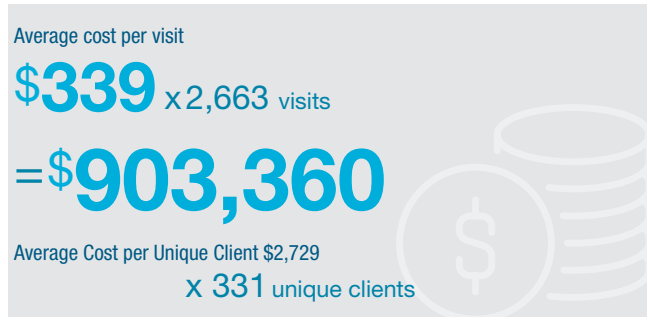 Average cost per visit
$339 x 2,663 visits
=$903,360
Average Cost per Unique Client $2,729
x 331 unique clients
$